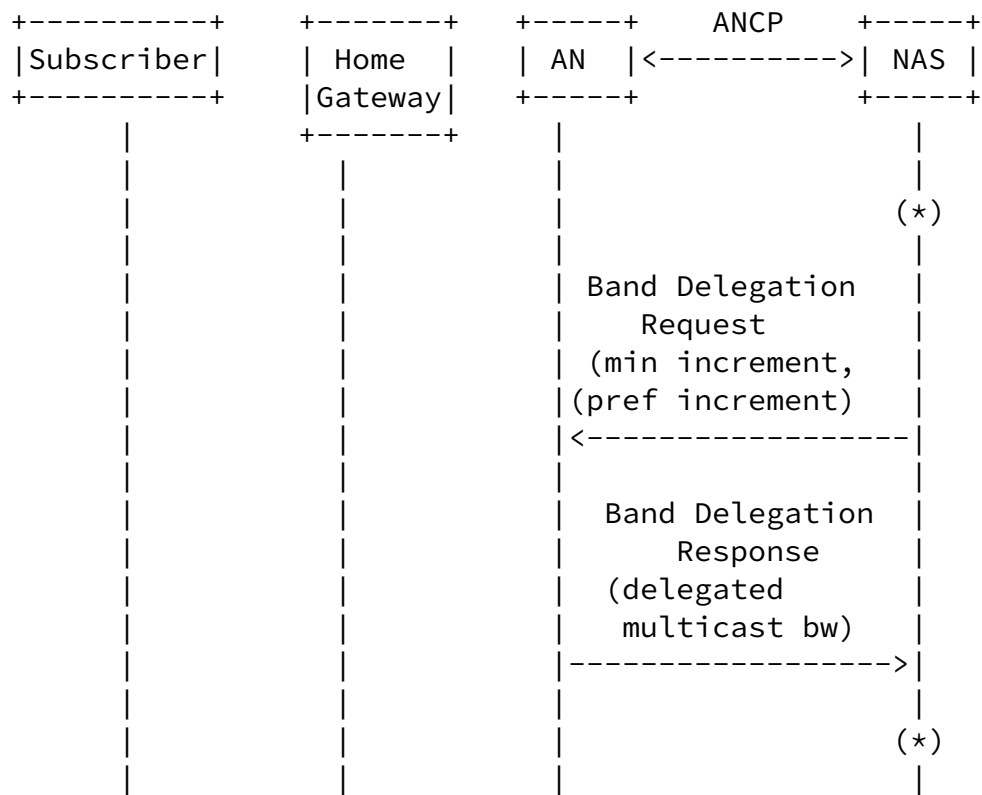 ANCP
Subscriber
Home
Gateway
AN
NAS
(*)
Band Delegation
Request
(min increment,
(pref increment)
Band Delegation
Response
(delegated
multicast bw)
(*)